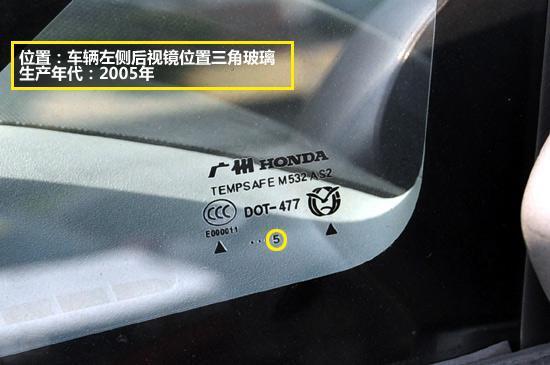 位置：车辆左侧后视镜位置三角玻璃
生产年代：2005年
广州 HONDA
TEMPSAFE M532 AS2
CCC DOT-477
E000011
..5